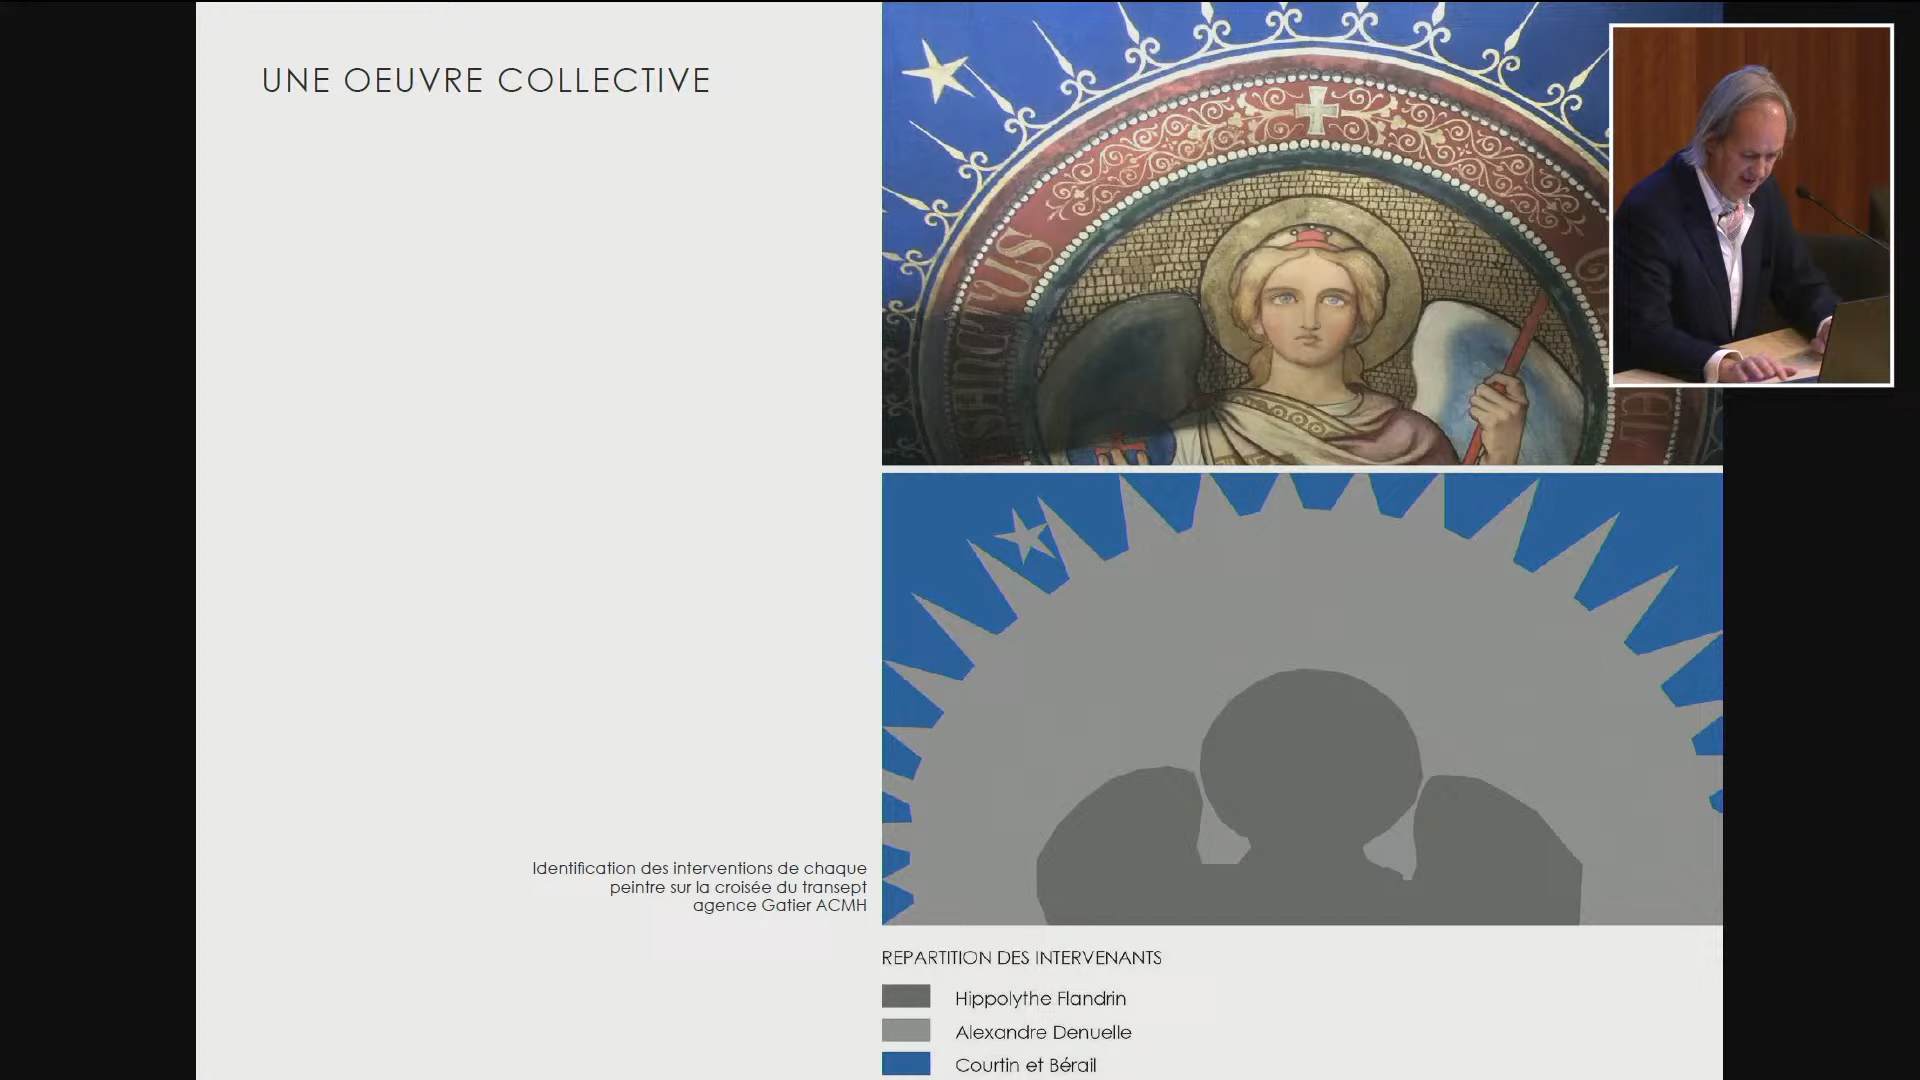 UNE OEUVRE COLLECTIVE
SANCTUS
Identification des interventions de chaque
peintre sur la croisée du transept
agence Gatier ACMH
REPARTITION DES INTERVENANTS
Hippolythe Flandrin
Alexandre Denuelle
Courtin et Bérail